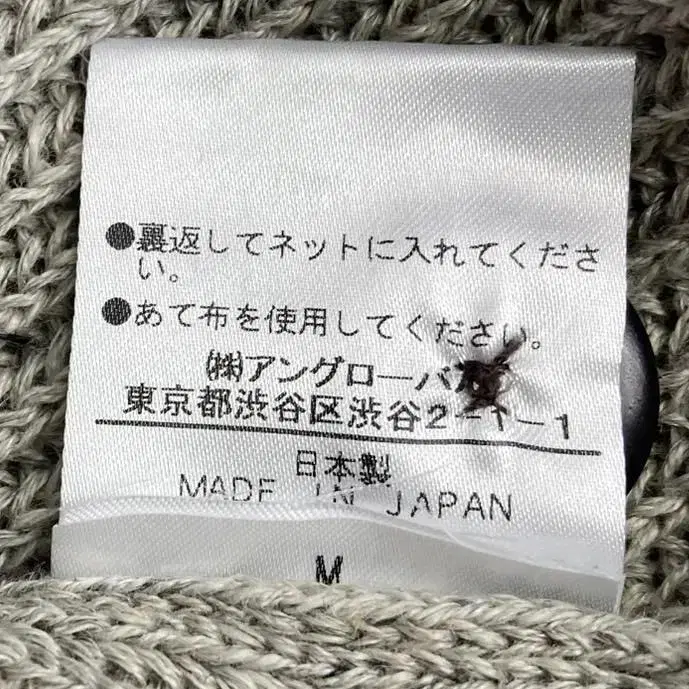 ●裏返してネットに入れてくださ
い。
●あて布を使用してください。
㈱アングローバル
東京都渋谷区渋谷2-1-1
日本製
MADE IN JAPAN
M